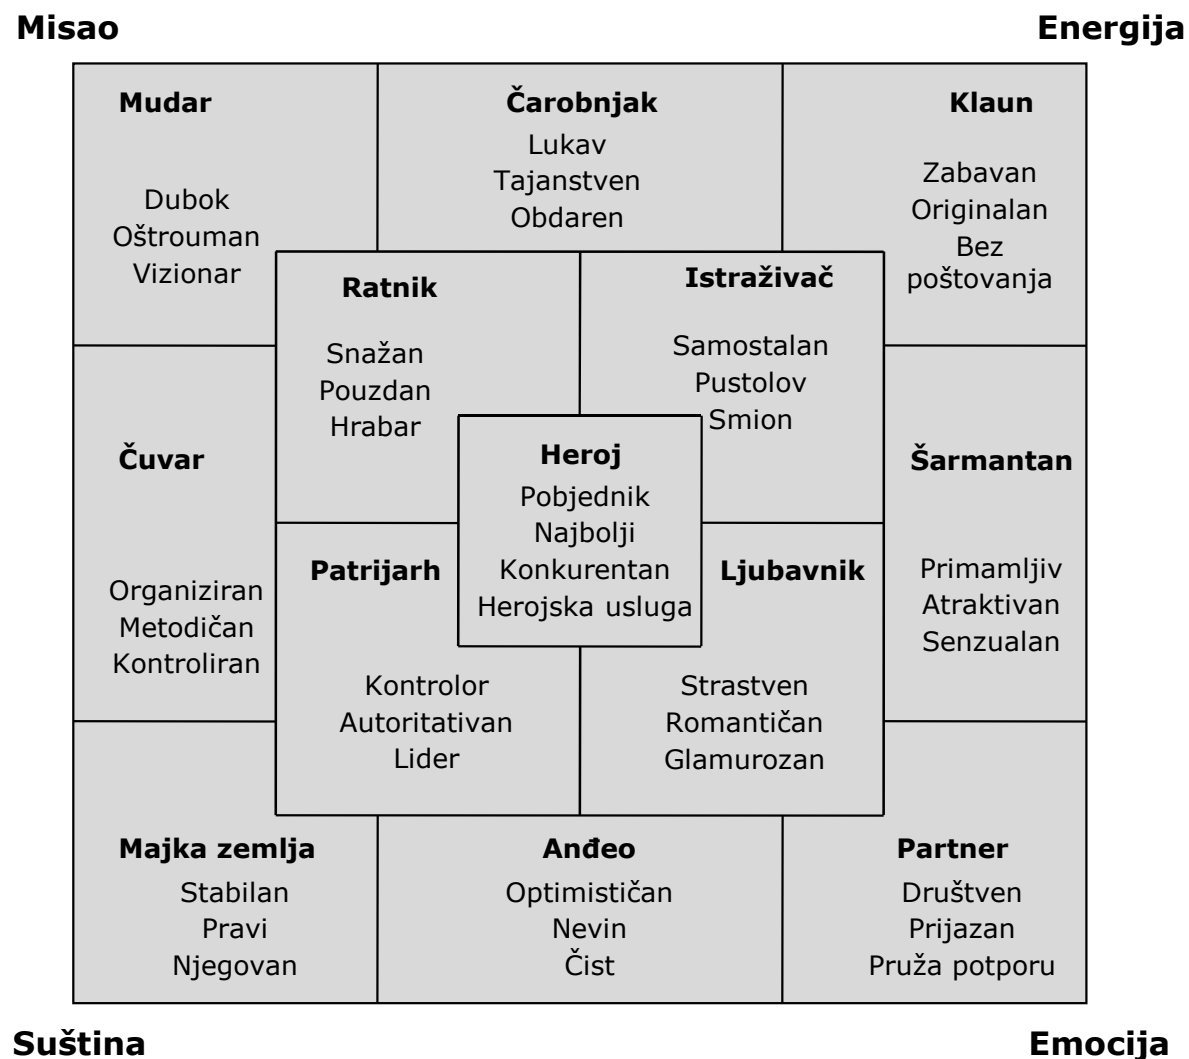 Misao
Energija
Mudar
Dubok
Oštrouman
Vizionar
Čarobnjak
Lukav
Tajanstven
Obdaren
Klaun
Zabavan
Originalan
Bez
poštovanja
Ratnik
Snažan
Pouzdan
Hrabar
Istraživač
Samostalan
Pustolov
Smion
Čuvar
Organiziran
Metodičan
Kontroliran
Heroj
Pobjednik
Najbolji
Konkurentan
Herojska usluga
Šarmantan
Primamljiv
Atraktivan
Senzualan
Patrijarh
Kontrolor
Autoritativan
Lider
Ljubavnik
Strastven
Romantičan
Glamurozan
Majka zemlja
Stabilan
Pravi
Njegovan
Anđeo
Optimističan
Nevin
Čist
Partner
Društven
Prijazan
Pruža potporu
Suština
Emocija